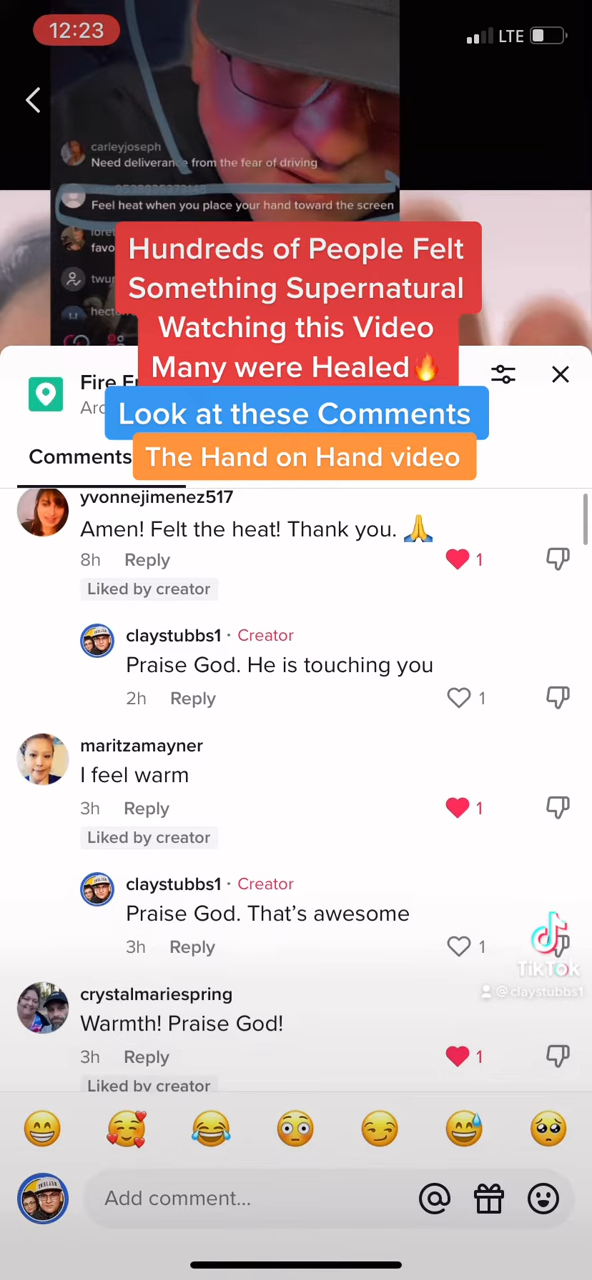 12:23
LTE
carleyjoseph
Need deliverance from the fear of driving
Feel heat when you place your hand toward the screen
favo
twur
hect
Hundreds of People Felt
Something Supernatural
Watching this Video
Many were Healed🔥
Look at these Comments
The Hand on Hand video
Fire
Comments
yvonnejimenez517
Amen! Felt the heat! Thank you. 🙏
8h Reply 1
Liked by creator
claystubbs1 · Creator
Praise God. He is touching you
2h Reply 1
maritzamayner
I feel warm
3h Reply 1
Liked by creator
claystubbs1 · Creator
Praise God. That's awesome
3h Reply 1
TikTok
@claystubbs1
crystalmariespring
Warmth! Praise God!
3h Reply 1
Liked by creator
Add comment...